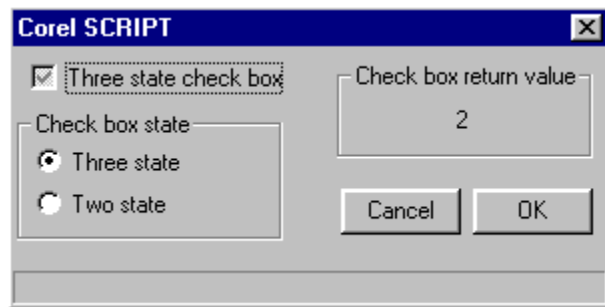 Corel SCRIPT
Three state check box
Check box return value
2
Check box state
Three state
Two state
Cancel
OK